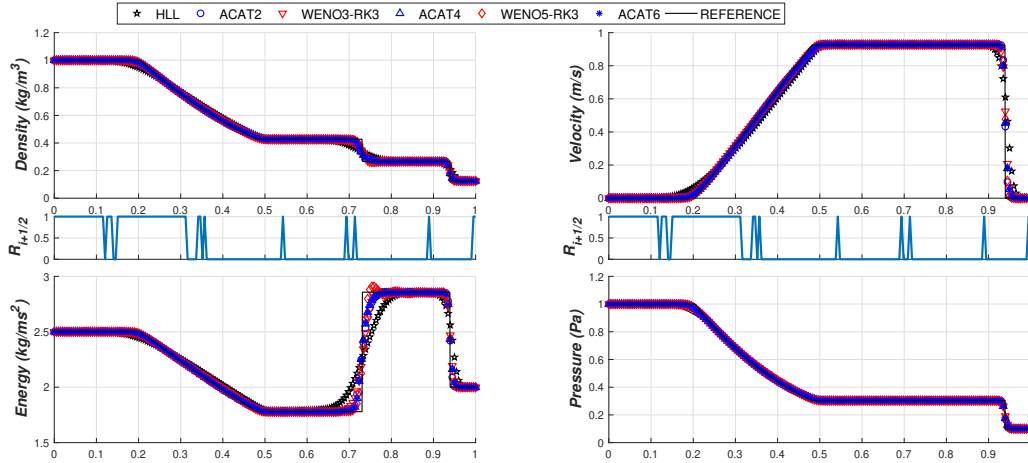 HLL ACAT2 WENO3-RK3 ACAT4 WENO5-RK3 ACAT6 REFERENCE
1.2
1
0.8
0.6
0.4
0.2
0
Density (kg/m³)
0 0.1 0.2 0.3 0.4 0.5 0.6 0.7 0.8 0.9 1
1
0.8
0.6
0.4
0.2
0
Velocity (m/s)
0 0.1 0.2 0.3 0.4 0.5 0.6 0.7 0.8 0.9 1
1
0.5
0
R_{i+1/2}
1
0.5
0
R_{i+1/2}
3
2.5
2
1.5
Energy (kg/ms²)
0 0.1 0.2 0.3 0.4 0.5 0.6 0.7 0.8 0.9 1
1.2
1
0.8
0.6
0.4
0.2
0
Pressure (Pa)
0 0.1 0.2 0.3 0.4 0.5 0.6 0.7 0.8 0.9 1